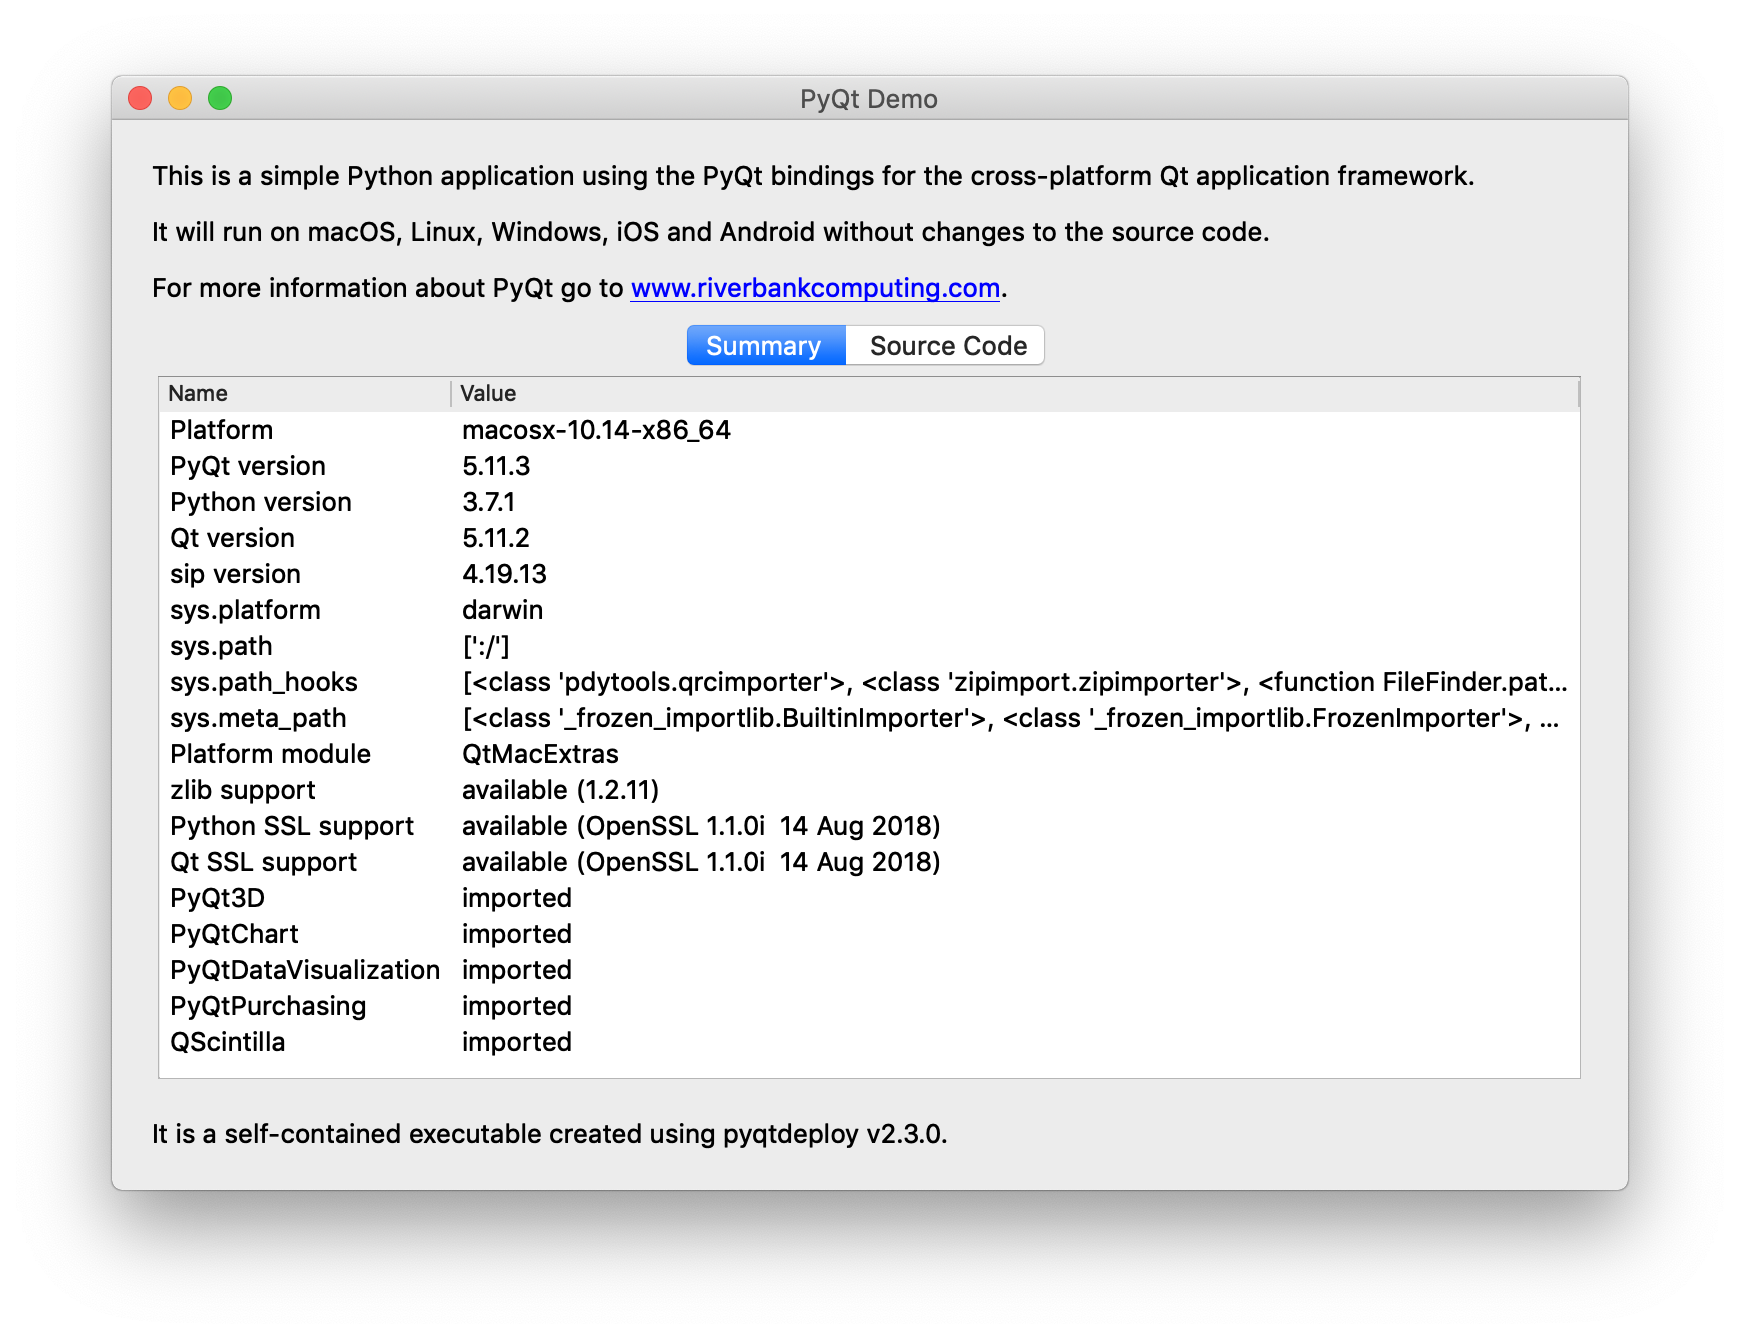 PyQt Demo
This is a simple Python application using the PyQt bindings for the cross-platform Qt application framework.
It will run on macOS, Linux, Windows, iOS and Android without changes to the source code.
For more information about PyQt go to www.riverbankcomputing.com.
Summary Source Code
Name Value
Platform macosx-10.14-x86_64
PyQt version 5.11.3
Python version 3.7.1
Qt version 5.11.2
sip version 4.19.13
sys.platform darwin
sys.path [':/']
sys.path_hooks [<class 'pdytools.qrcimporter'>, <class 'zipimport.zipimporter'>, <function FileFinder.pat...
sys.meta_path [<class '_frozen_importlib.BuiltinImporter'>, <class '_frozen_importlib.FrozenImporter'>, ...
Platform module QtMacExtras
zlib support available (1.2.11)
Python SSL support available (OpenSSL 1.1.0i  14 Aug 2018)
Qt SSL support available (OpenSSL 1.1.0i  14 Aug 2018)
PyQt3D imported
PyQtChart imported
PyQtDataVisualization imported
PyQtPurchasing imported
QScintilla imported
It is a self-contained executable created using pyqtdeploy v2.3.0.